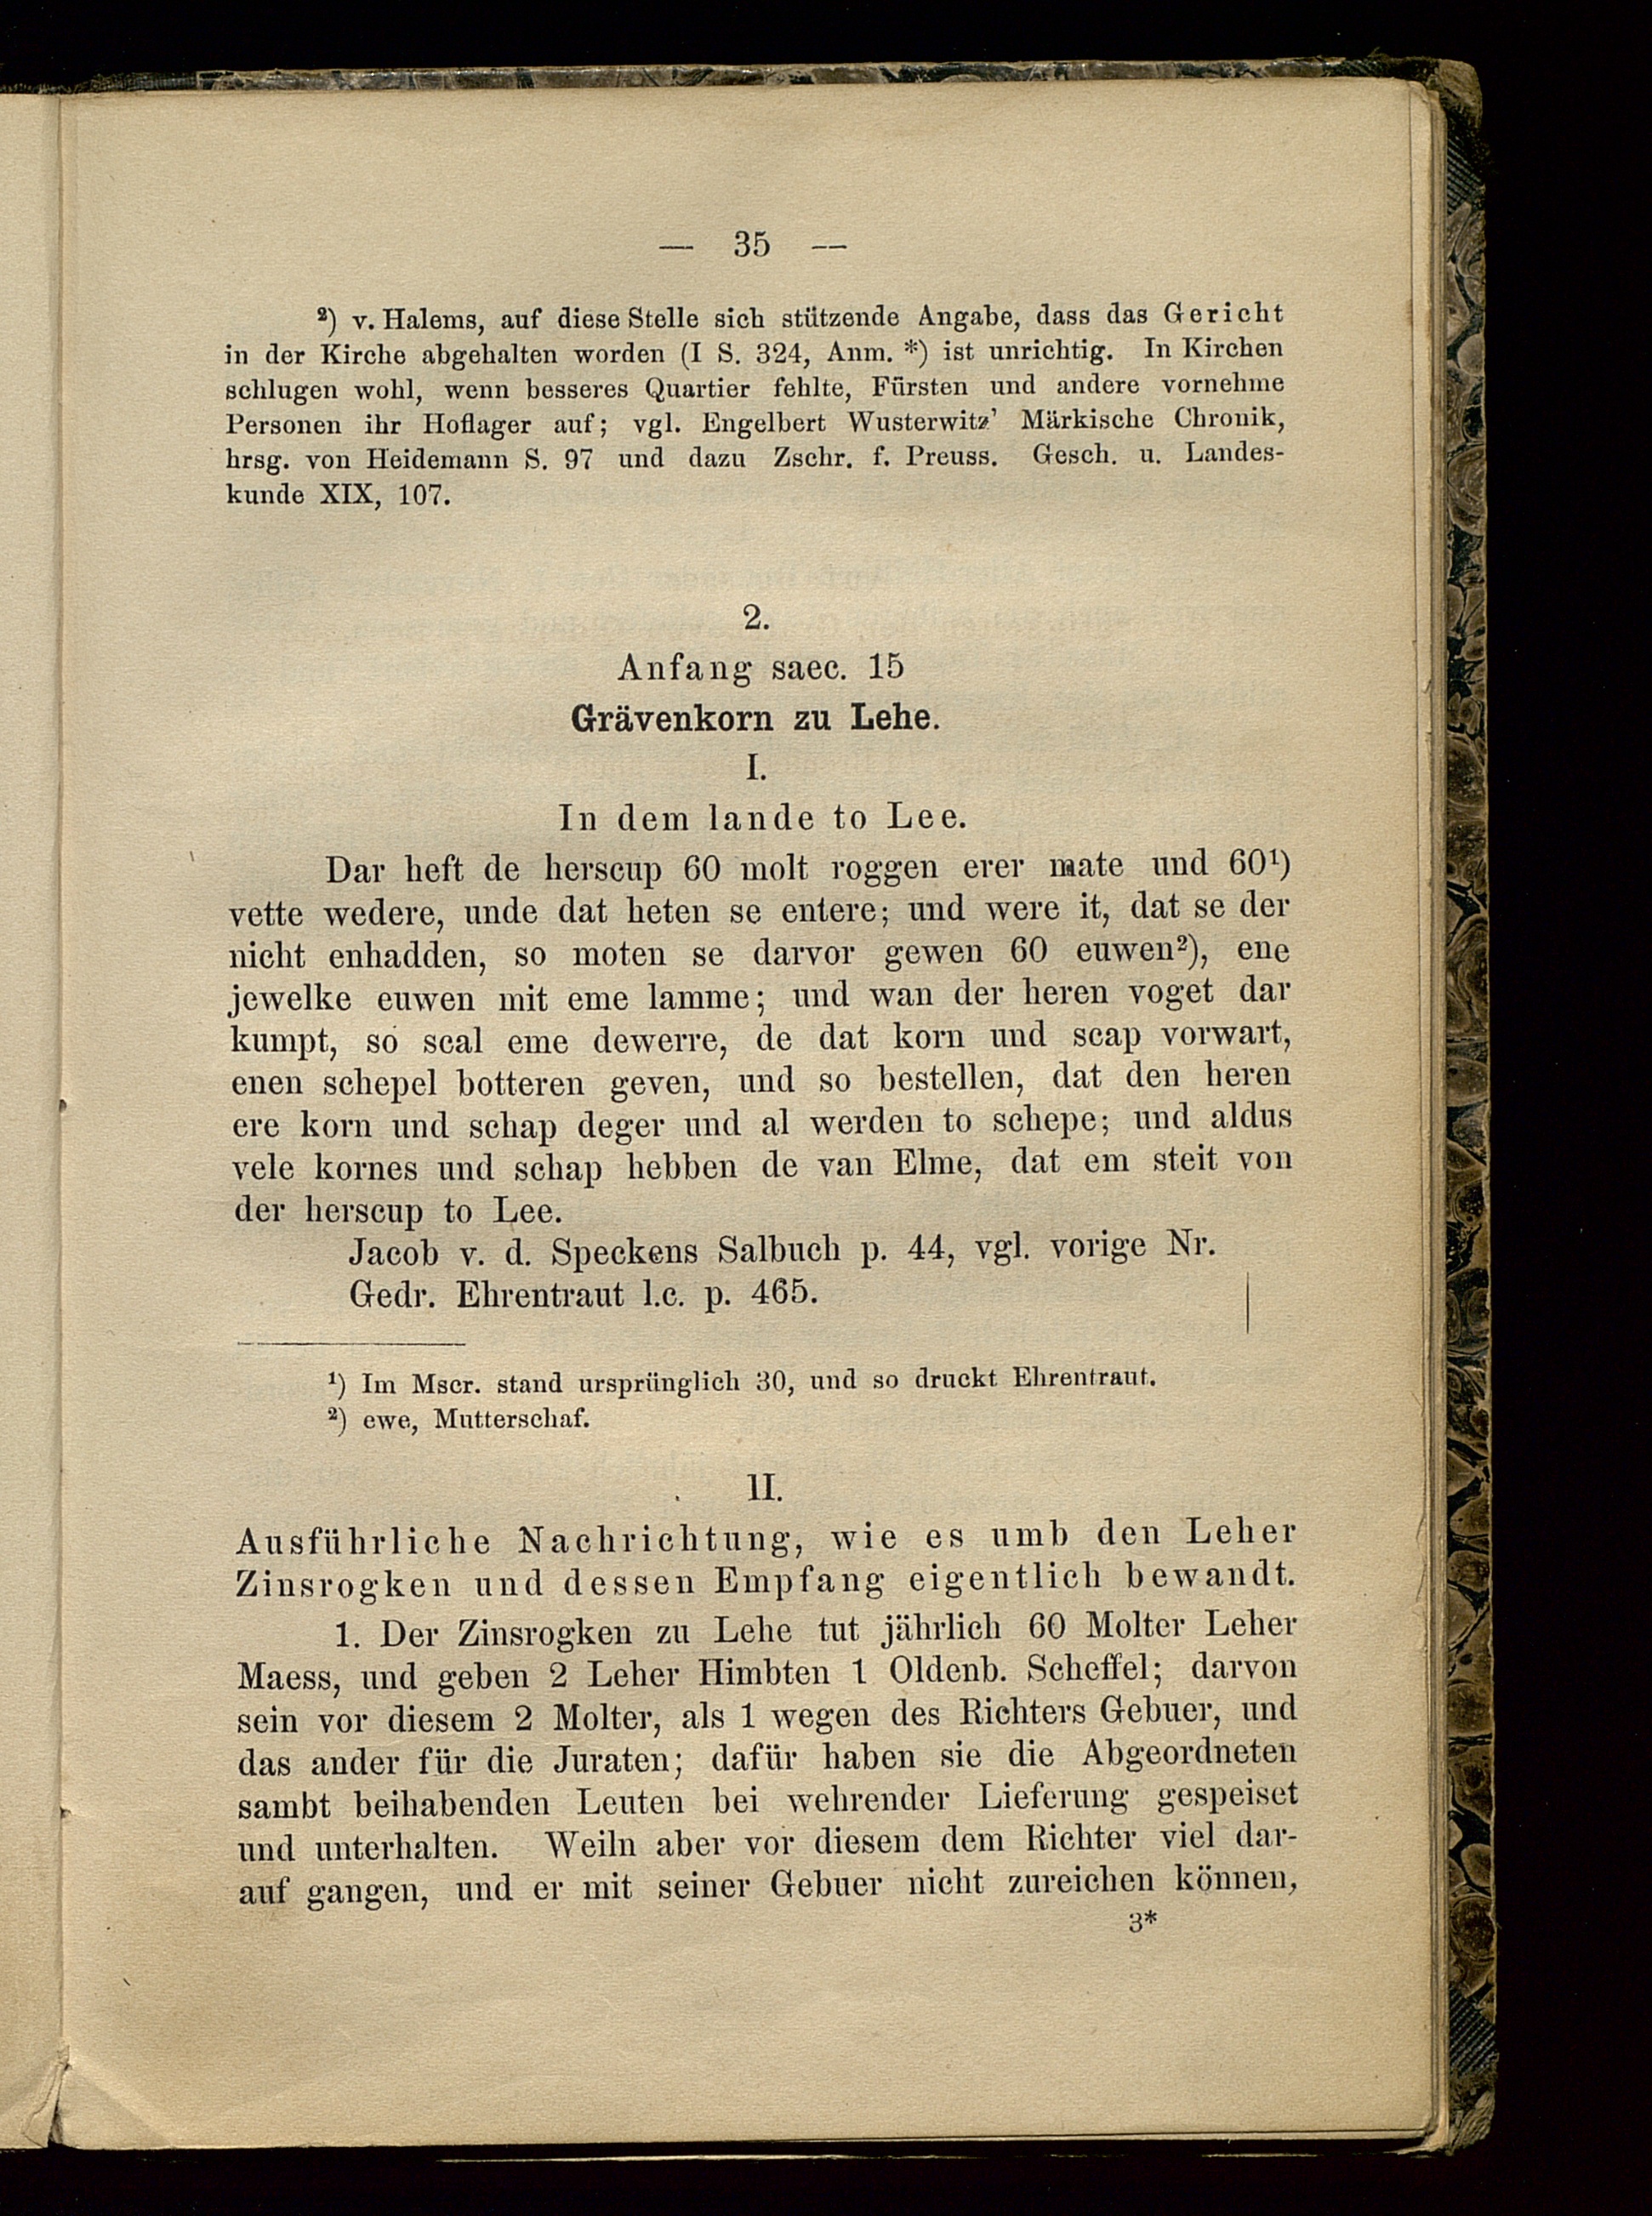 — 35 —
²) v. Halems, auf diese Stelle sich stützende Angabe, dass das Gericht
in der Kirche abgehalten worden (I S. 324, Anm. *) ist unrichtig. In Kirchen
schlugen wohl, wenn besseres Quartier fehlte, Fürsten und andere vornehme
Personen ihr Hoflager auf; vgl. Engelbert Wusterwitz' Märkische Chronik,
hrsg. von Heidemann S. 97 und dazu Zschr. f. Preuss. Gesch. u. Landes-
kunde XIX, 107.
2.
Anfang saec. 15
Grävenkorn zu Lehe.
I.
In dem lande to Lee.
Dar heft de herscup 60 molt roggen erer mate und 60¹)
vette wedere, unde dat heten se entere; und were it, dat se der
nicht enhadden, so moten se darvor gewen 60 euwen²), ene
jewelke euwen mit eme lamme; und wan der heren voget dar
kumpt, so scal eme dewerre, de dat korn und scap vorwart,
enen schepel botteren geven, und so bestellen, dat den heren
ere korn und schap deger und al werden to schepe; und aldus
vele kornes und schap hebben de van Elme, dat em steit von
der herscup to Lee.
Jacob v. d. Speckens Salbuch p. 44, vgl. vorige Nr.
Gedr. Ehrentraut l.c. p. 465.
¹) Im Mscr. stand ursprünglich 30, und so druckt Ehrentraut.
²) ewe, Mutterschaf.
II.
Ausführliche Nachrichtung, wie es umb den Leher
Zinsrogken und dessen Empfang eigentlich bewandt.
1. Der Zinsrogken zu Lehe tut jährlich 60 Molter Leher
Maess, und geben 2 Leher Himbten 1 Oldenb. Scheffel; darvon
sein vor diesem 2 Molter, als 1 wegen des Richters Gebuer, und
das ander für die Juraten; dafür haben sie die Abgeordneten
sambt beihabenden Leuten bei wehrender Lieferung gespeiset
und unterhalten. Weiln aber vor diesem dem Richter viel dar-
auf gangen, und er mit seiner Gebuer nicht zureichen können,
3*